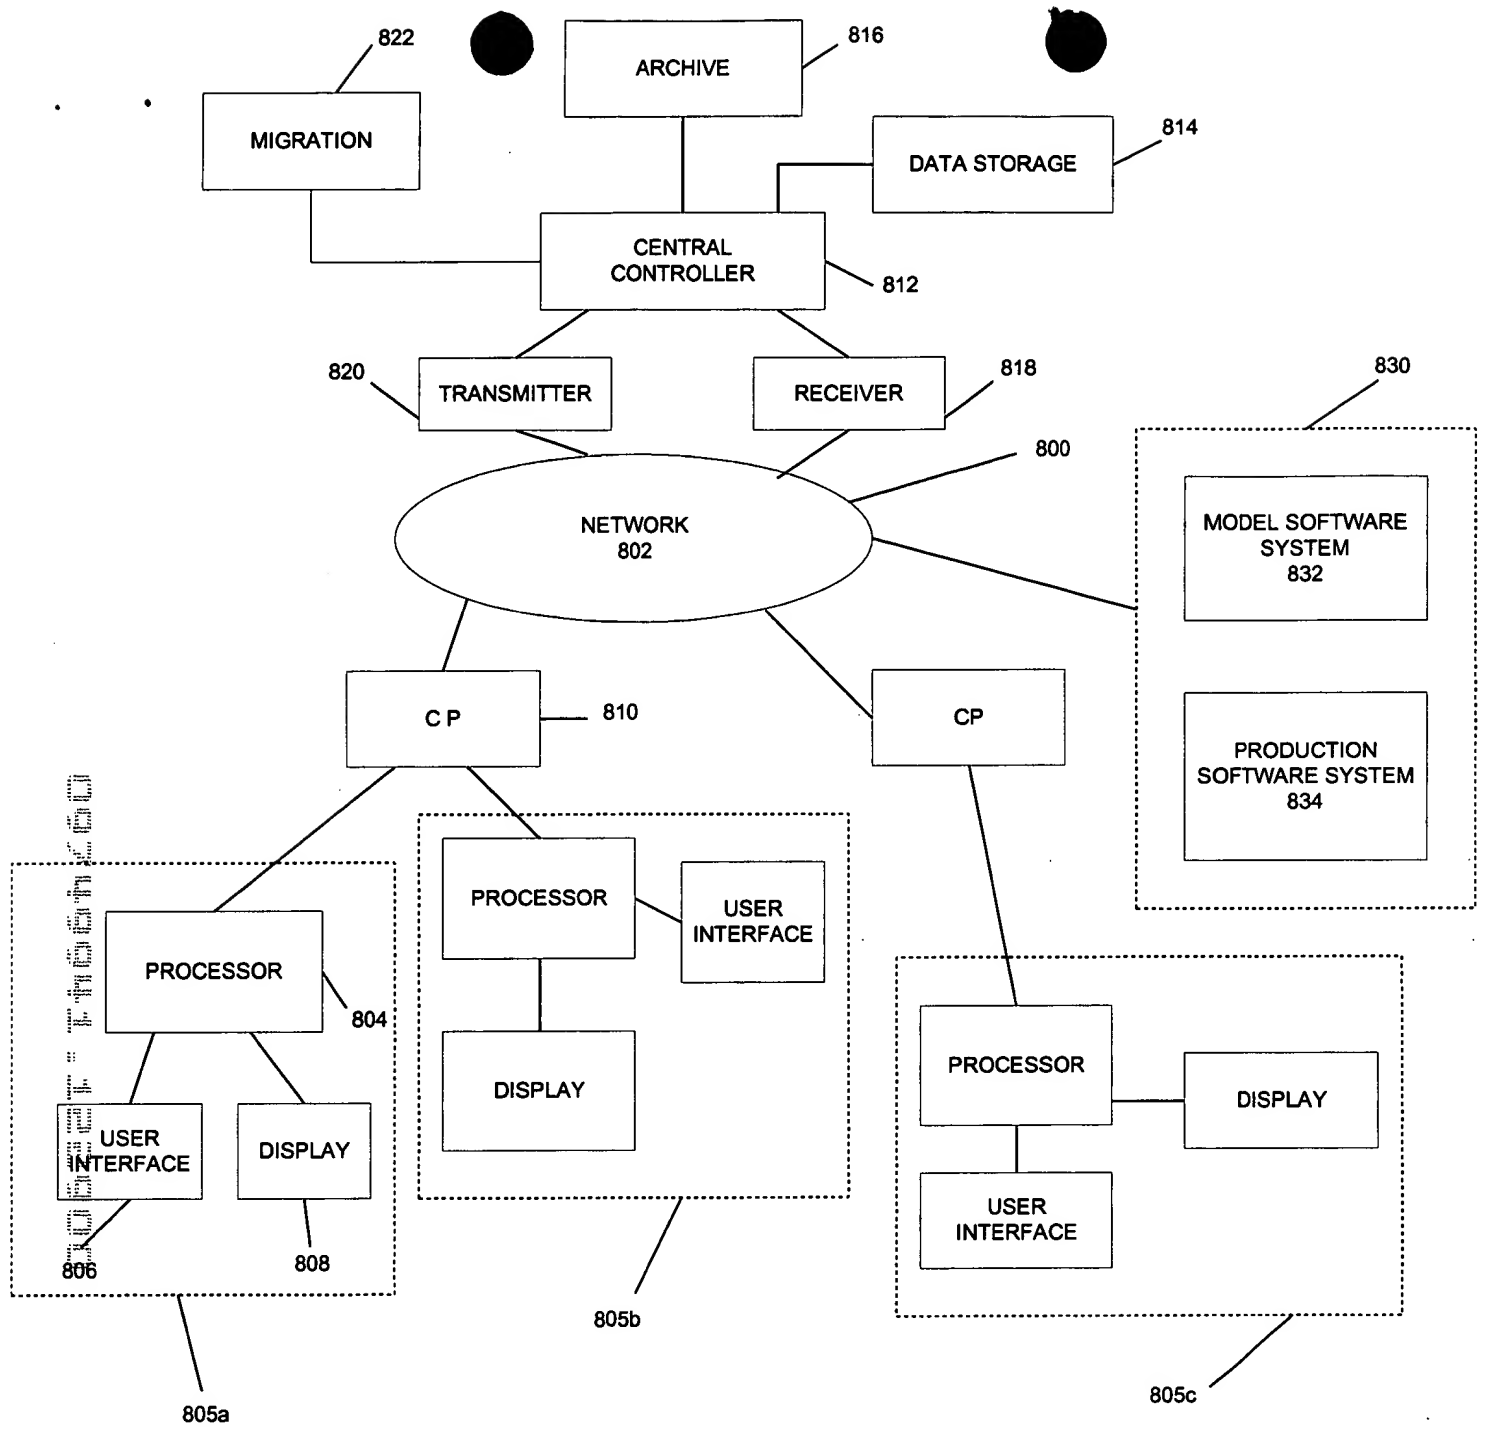 822
ARCHIVE
816
MIGRATION
DATA STORAGE
814
CENTRAL
CONTROLLER
812
820
TRANSMITTER
RECEIVER
818
830
800
NETWORK
802
MODEL SOFTWARE
SYSTEM
832
C P
810
CP
PRODUCTION
SOFTWARE SYSTEM
834
PROCESSOR
USER
INTERFACE
PROCESSOR
804
DISPLAY
PROCESSOR
DISPLAY
USER
INTERFACE
DISPLAY
USER
INTERFACE
806
808
805b
805c
805a